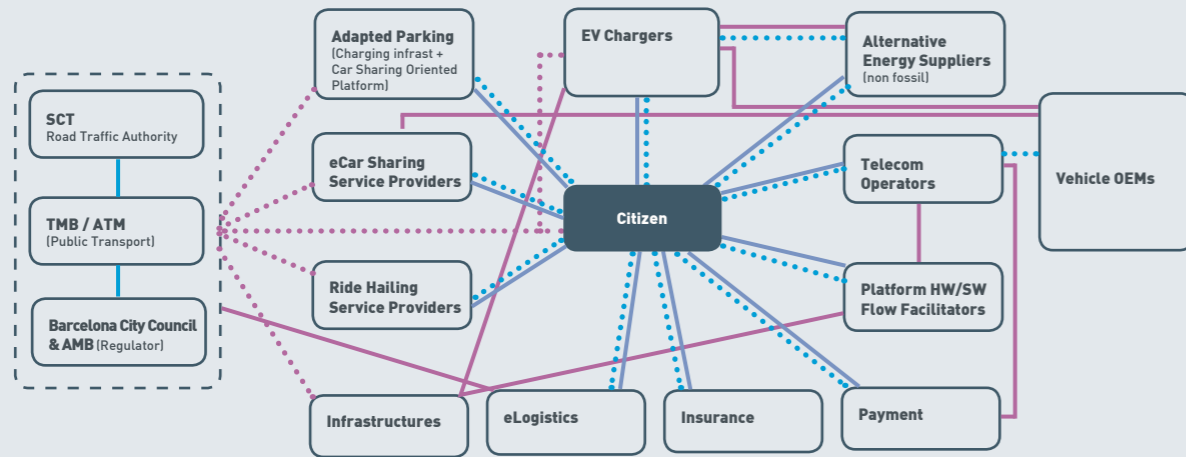 SCT
Road Traffic Authority
TMB / ATM
(Public Transport)
Barcelona City Council
& AMB (Regulator)
Adapted Parking
(Charging infrast +
Car Sharing Oriented
Platform)
eCar Sharing
Service Providers
Ride Hailing
Service Providers
Infrastructures
EV Chargers
Citizen
eLogistics
Insurance
Alternative
Energy Suppliers
(non fossil)
Telecom
Operators
Platform HW/SW
Flow Facilitators
Payment
Vehicle OEMs